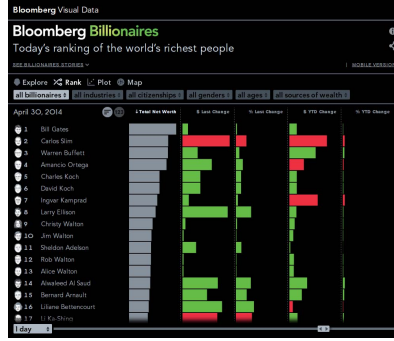 Bloomberg Visual Data
Bloomberg Billionaires
Today's ranking of the world's richest people
SEE BILLIONAIRES STORIES
MOBILE VERSION
Explore Rank Plot Map
all billionaires all industries all citizenships all genders all ages all sources of wealth
April 30, 2014 Total Net Worth $ Last Change % Last Change $ YTD Change % YTD Change
1 Bill Gates
2 Carlos Slim
3 Warren Buffett
4 Amancio Ortega
5 Charles Koch
6 David Koch
7 Ingvar Kamprad
8 Larry Ellison
9 Christy Walton
10 Jim Walton
11 Sheldon Adelson
12 Rob Walton
13 Alice Walton
14 Alwaleed Al Saud
15 Bernard Arnault
16 Liliane Bettencourt
17 Li Ka-Shing
1 day